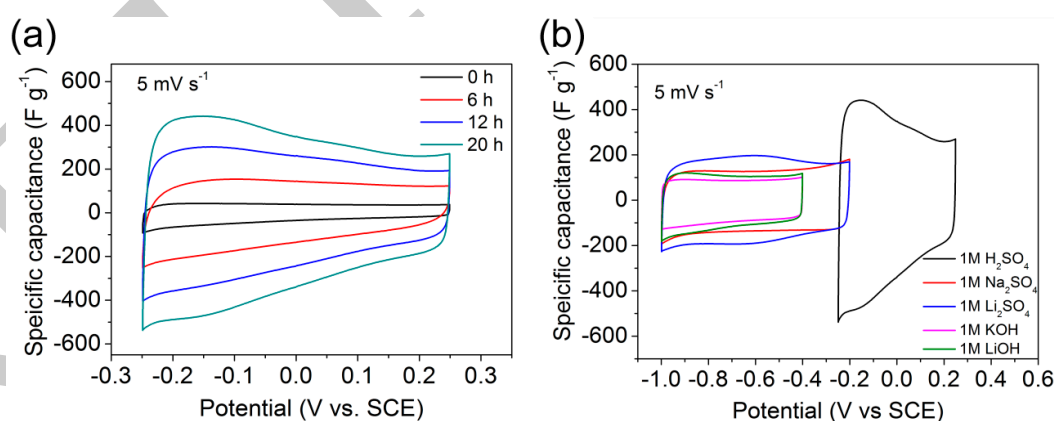 (a)
5 mV s⁻¹
0 h
6 h
12 h
20 h
600
400
200
0
-200
-400
-600
Speicific capacitance (F g⁻¹)
-0.3 -0.2 -0.1 0.0 0.1 0.2 0.3
Potential (V vs. SCE)
(b)
5 mV s⁻¹
600
400
200
0
-200
-400
-600
Speicific capacitance (F g⁻¹)
1M H₂SO₄
1M Na₂SO₄
1M Li₂SO₄
1M KOH
1M LiOH
-1.0 -0.8 -0.6 -0.4 -0.2 0.0 0.2 0.4 0.6
Potential (V vs SCE)